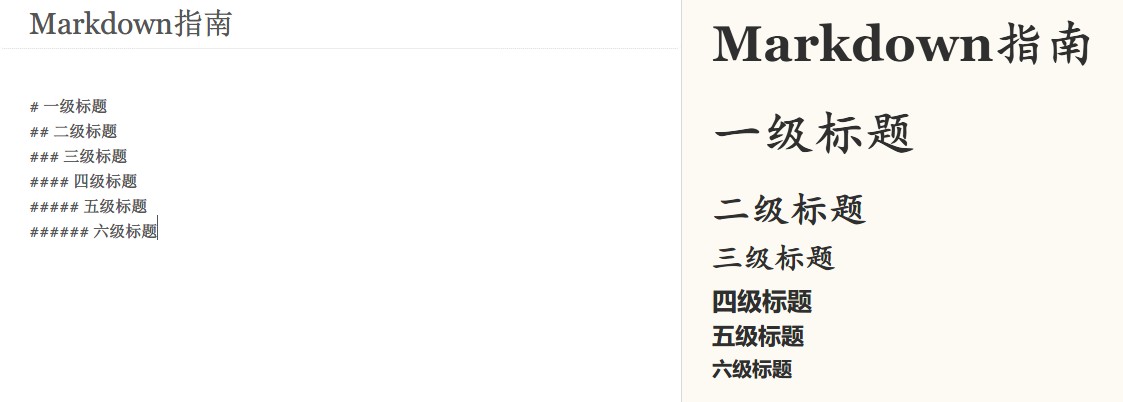 Markdown指南
# 一级标题
## 二级标题
### 三级标题
#### 四级标题
##### 五级标题
###### 六级标题
Markdown指南
一级标题
二级标题
三级标题
四级标题
五级标题
六级标题